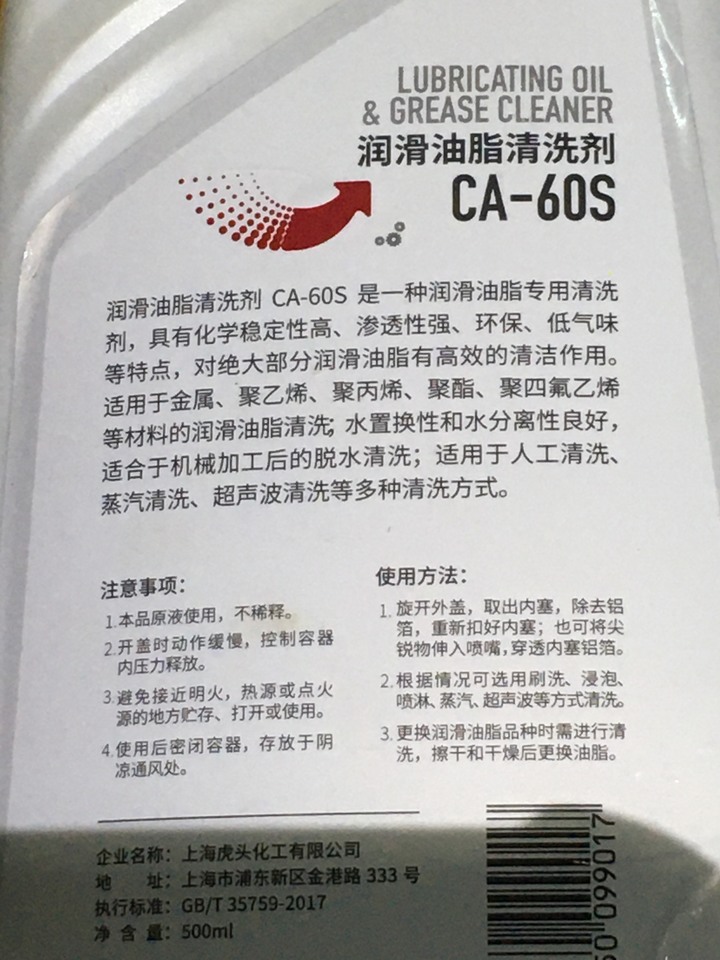 LUBRICATING OIL
& GREASE CLEANER
润滑油脂清洗剂
CA-60S
润滑油脂清洗剂 CA-60S 是一种润滑油脂专用清洗
剂，具有化学稳定性高、渗透性强、环保、低气味
等特点，对绝大部分润滑油脂有高效的清洁作用。
适用于金属、聚乙烯、聚丙烯、聚酯、聚四氟乙烯
等材料的润滑油脂清洗；水置换性和水分离性良好，
适合于机械加工后的脱水清洗；适用于人工清洗、
蒸汽清洗、超声波清洗等多种清洗方式。
注意事项：
1.本品原液使用，不稀释。
2.开盖时动作缓慢，控制容器
内压力释放。
3.避免接近明火，热源或点火
源的地方贮存、打开或使用。
4.使用后密闭容器，存放于阴
凉通风处。
使用方法：
1.旋开外盖，取出内塞，除去铝
箔，重新扣好内塞；也可将尖
锐物伸入喷嘴，穿透内塞铝箔。
2.根据情况可选用刷洗、浸泡、
喷淋、蒸汽、超声波等方式清洗。
3.更换润滑油脂品种时需进行清
洗，擦干和干燥后更换油脂。
企业名称：上海虎头化工有限公司
地 址：上海市浦东新区金港路 333 号
执行标准：GB/T 35759-2017
净 含 量：500ml
099017